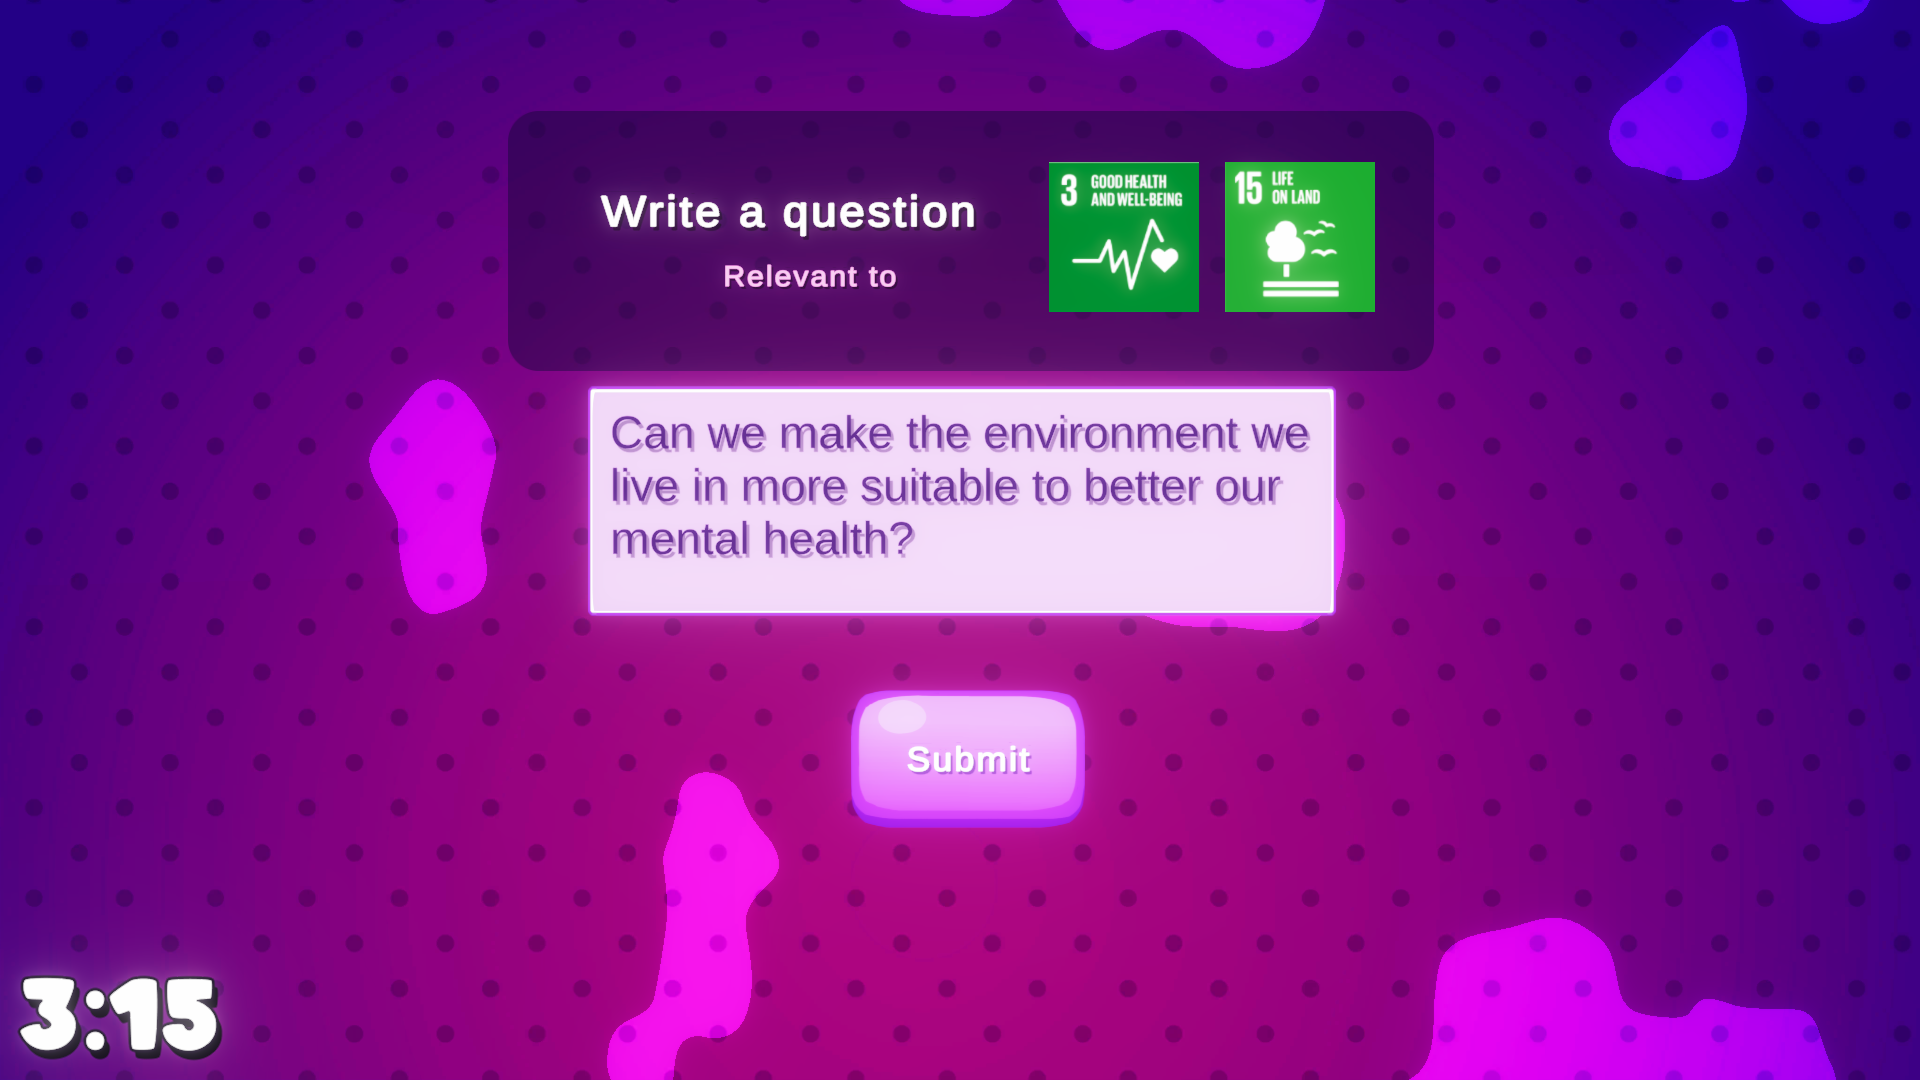 Write a question
Relevant to
3 GOOD HEALTH
AND WELL-BEING
15 LIFE
ON LAND
Can we make the environment we
live in more suitable to better our
mental health?
Submit
3:15